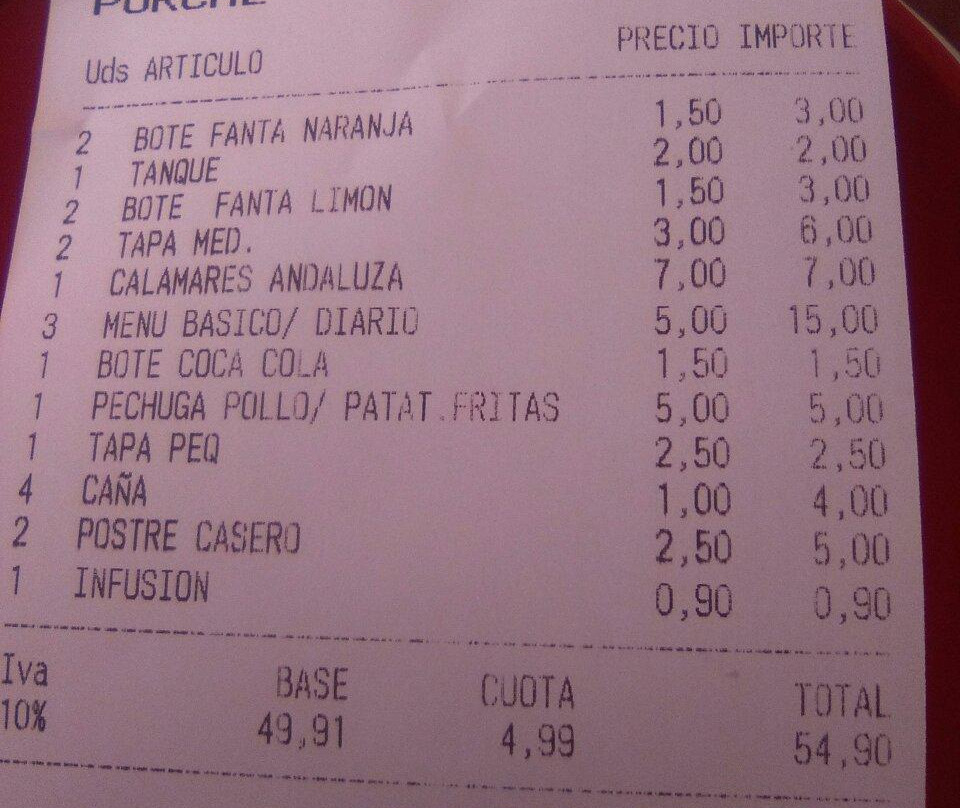 PORCHE
Uds ARTICULO PRECIO IMPORTE
2 BOTE FANTA NARANJA 1,50 3,00
1 TANQUE 2,00 2,00
2 BOTE FANTA LIMON 1,50 3,00
2 TAPA MED. 3,00 6,00
1 CALAMARES ANDALUZA 7,00 7,00
3 MENU BASICO/ DIARIO 5,00 15,00
1 BOTE COCA COLA 1,50 1,50
1 PECHUGA POLLO/ PATAT.FRITAS 5,00 5,00
1 TAPA PEQ 2,50 2,50
4 CAÑA 1,00 4,00
2 POSTRE CASERO 2,50 5,00
1 INFUSION 0,90 0,90
Iva BASE CUOTA TOTAL
10% 49,91 4,99 54,90